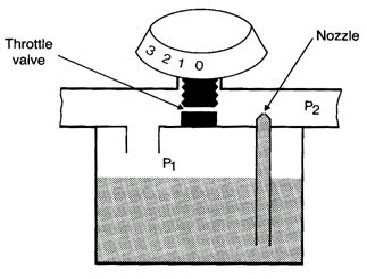 Throttle
valve
3 2 1 0
Nozzle
P₂
P₁